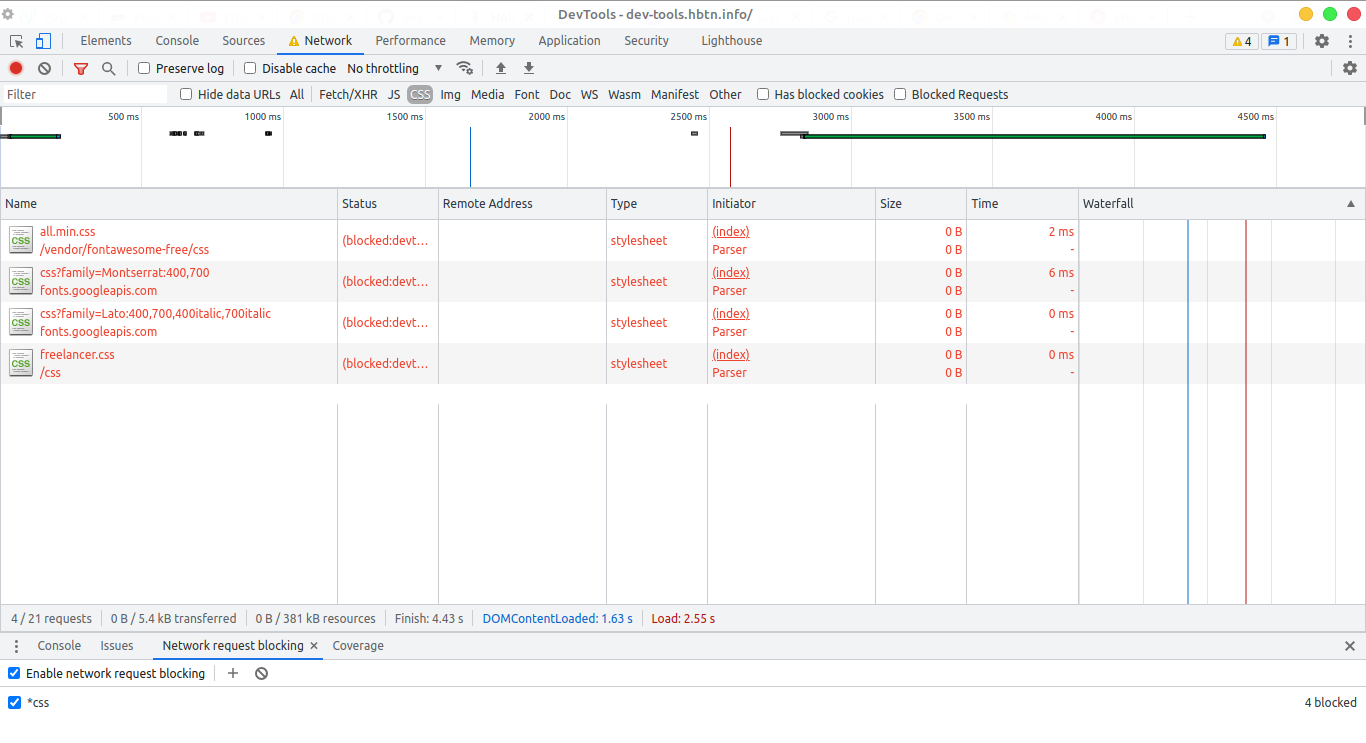 DevTools - dev-tools.hbtn.info/
Elements Console Sources Network Performance Memory Application Security Lighthouse 4 1
Preserve log Disable cache No throttling
Filter Hide data URLs All Fetch/XHR JS CSS Img Media Font Doc WS Wasm Manifest Other Has blocked cookies Blocked Requests
500 ms 1000 ms 1500 ms 2000 ms 2500 ms 3000 ms 3500 ms 4000 ms 4500 ms
Name Status Remote Address Type Initiator Size Time Waterfall
CSS all.min.css (blocked:devt... stylesheet (index) 0 B 2 ms
/vendor/fontawesome-free/css Parser 0 B -
CSS css?family=Montserrat:400,700 (blocked:devt... stylesheet (index) 0 B 6 ms
fonts.googleapis.com Parser 0 B -
CSS css?family=Lato:400,700,400italic,700italic (blocked:devt... stylesheet (index) 0 B 0 ms
fonts.googleapis.com Parser 0 B -
CSS freelancer.css (blocked:devt... stylesheet (index) 0 B 0 ms
/css Parser 0 B -
4 / 21 requests 0 B / 5.4 kB transferred 0 B / 381 kB resources Finish: 4.43 s DOMContentLoaded: 1.63 s Load: 2.55 s
Console Issues Network request blocking × Coverage
Enable network request blocking
*css 4 blocked